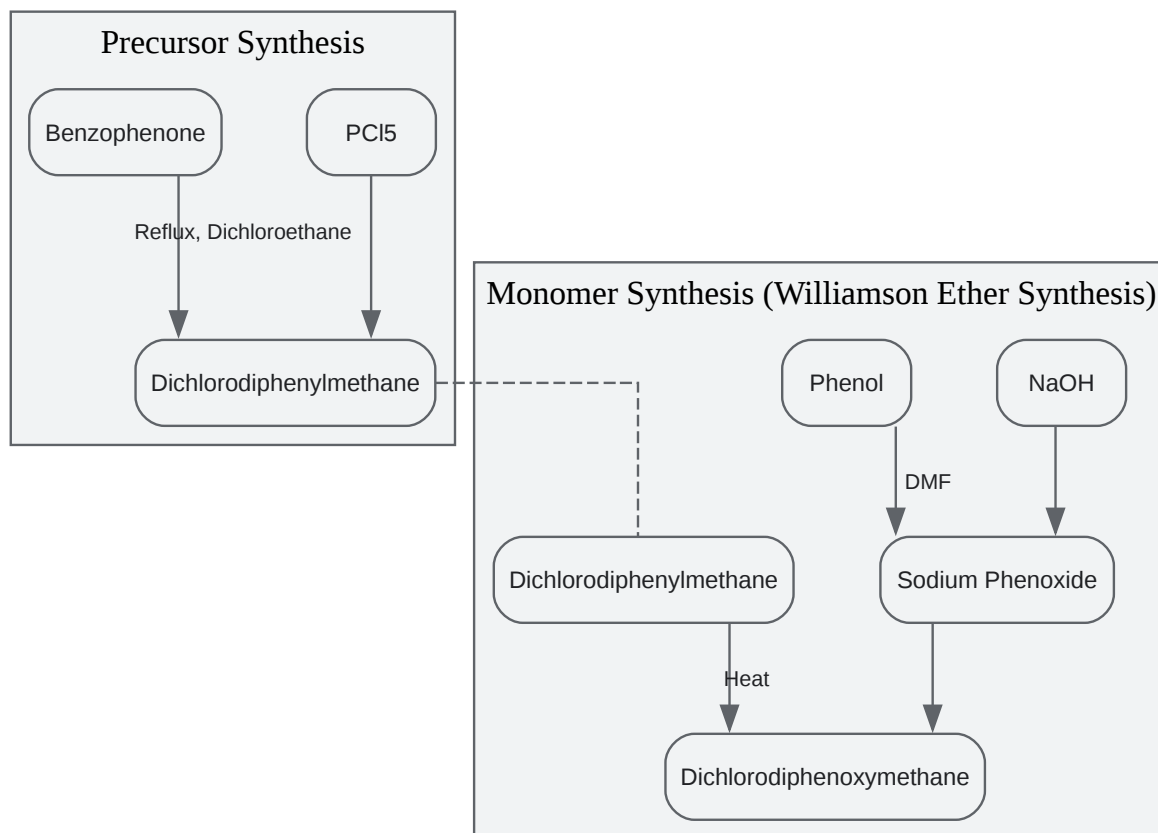 Precursor Synthesis
Benzophenone
PCl5
Reflux, Dichloroethane
Dichlorodiphenylmethane
Monomer Synthesis (Williamson Ether Synthesis)
Phenol
NaOH
DMF
Dichlorodiphenylmethane
Sodium Phenoxide
Heat
Dichlorodiphenoxymethane